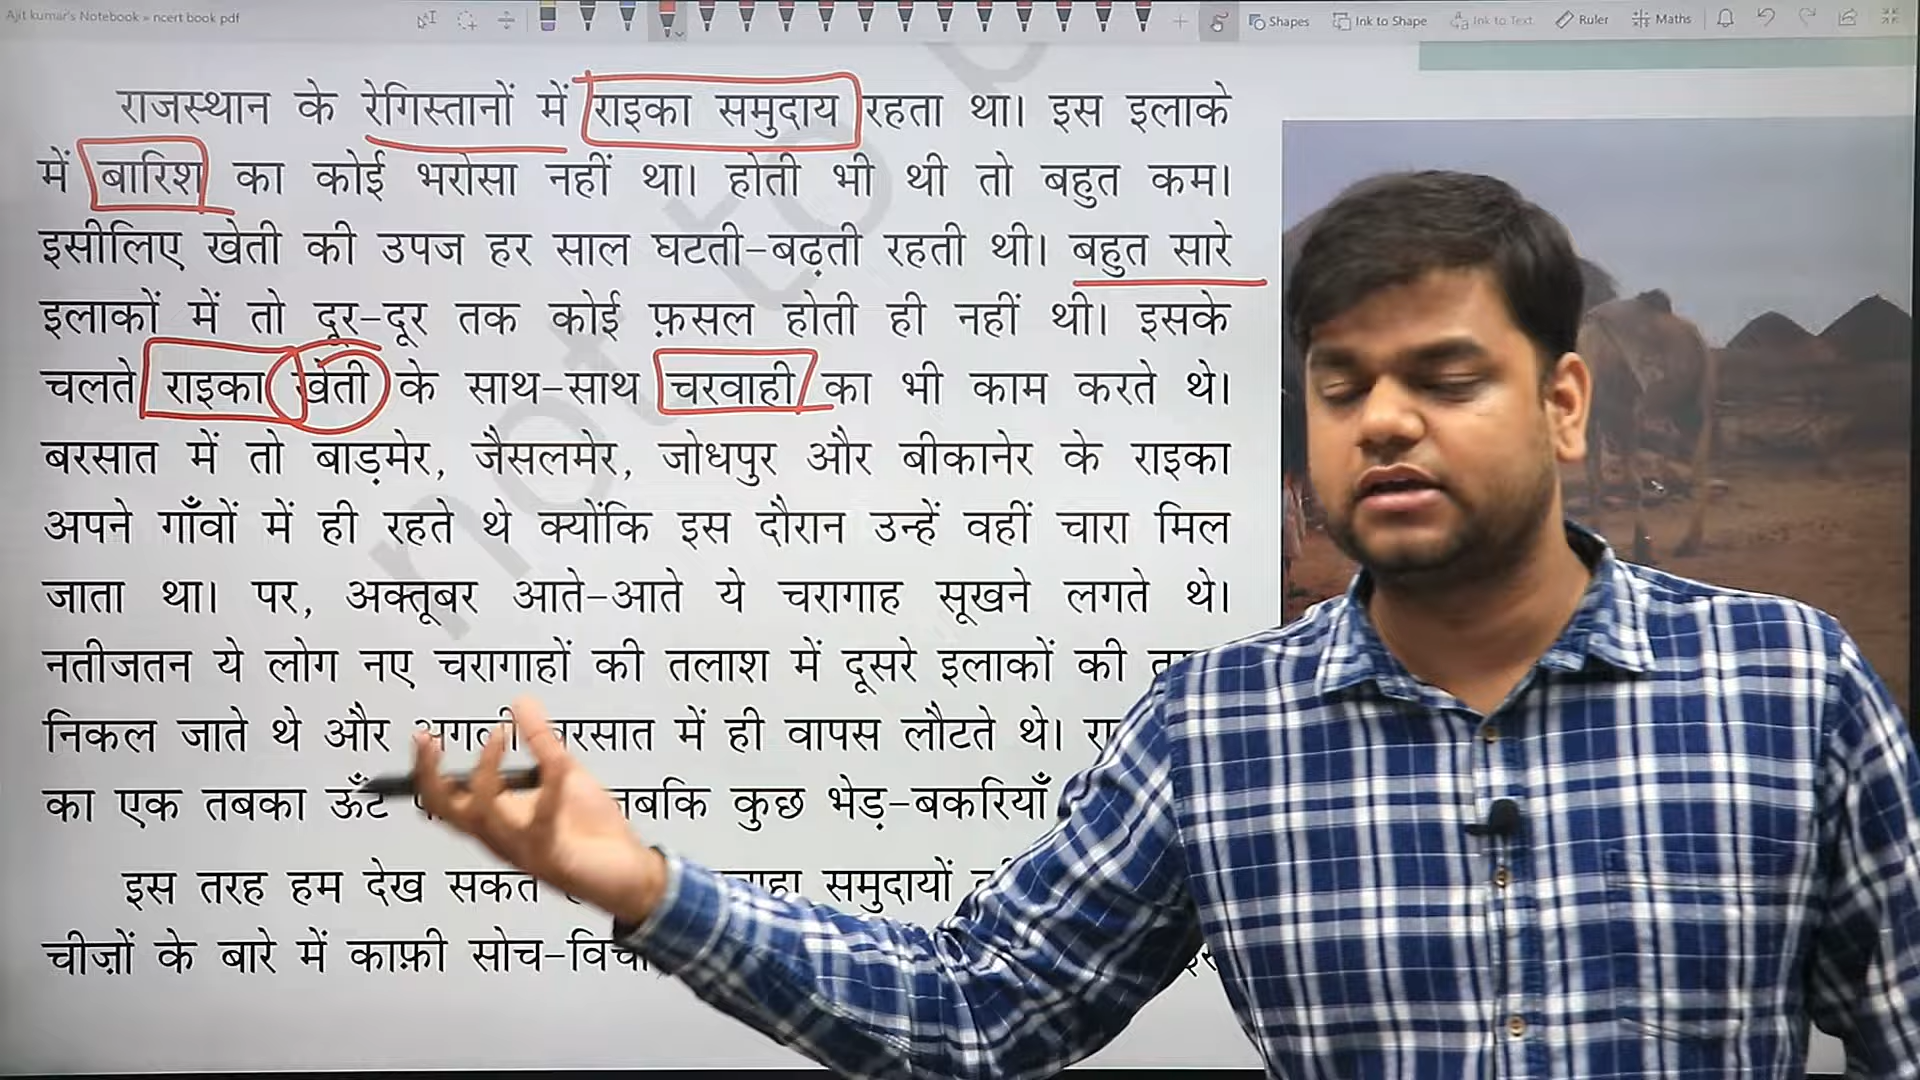 Ajit kumar's Notebook » ncert book pdf
Shapes Ink to Shape Ink to Text Ruler Maths
राजस्थान के रेगिस्तानों में राइका समुदाय रहता था। इस इलाके
में बारिश का कोई भरोसा नहीं था। होती भी थी तो बहुत कम।
इसीलिए खेती की उपज हर साल घटती-बढ़ती रहती थी। बहुत सारे
इलाकों में तो दूर-दूर तक कोई फ़सल होती ही नहीं थी। इसके
चलते राइका खेती के साथ-साथ चरवाही का भी काम करते थे।
बरसात में तो बाड़मेर, जैसलमेर, जोधपुर और बीकानेर के राइका
अपने गाँवों में ही रहते थे क्योंकि इस दौरान उन्हें वहीं चारा मिल
जाता था। पर, अक्तूबर आते-आते ये चरागाह सूखने लगते थे।
नतीजतन ये लोग नए चरागाहों की तलाश में दूसरे इलाकों की
निकल जाते थे और अगली बरसात में ही वापस लौटते थे।
का एक तबका ऊँट जबकि कुछ भेड़-बकरियाँ
इस तरह हम देख सकते समुदायों
चीज़ों के बारे में काफ़ी सोच-विचा
not to